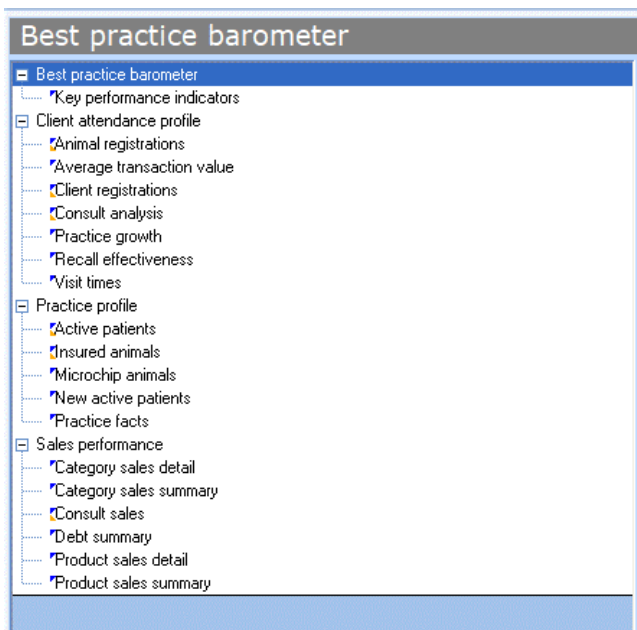 Best practice barometer
Best practice barometer
Key performance indicators
Client attendance profile
Animal registrations
Average transaction value
Client registrations
Consult analysis
Practice growth
Recall effectiveness
Visit times
Practice profile
Active patients
Insured animals
Microchip animals
New active patients
Practice facts
Sales performance
Category sales detail
Category sales summary
Consult sales
Debt summary
Product sales detail
Product sales summary